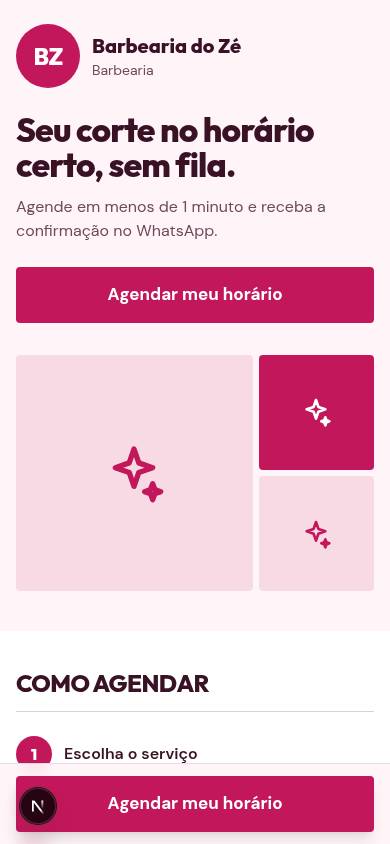 BZ
Barbearia do Zé
Barbearia
Seu corte no horário
certo, sem fila.
Agende em menos de 1 minuto e receba a
confirmação no WhatsApp.
Agendar meu horário
COMO AGENDAR
1
Escolha o serviço
Agendar meu horário
N